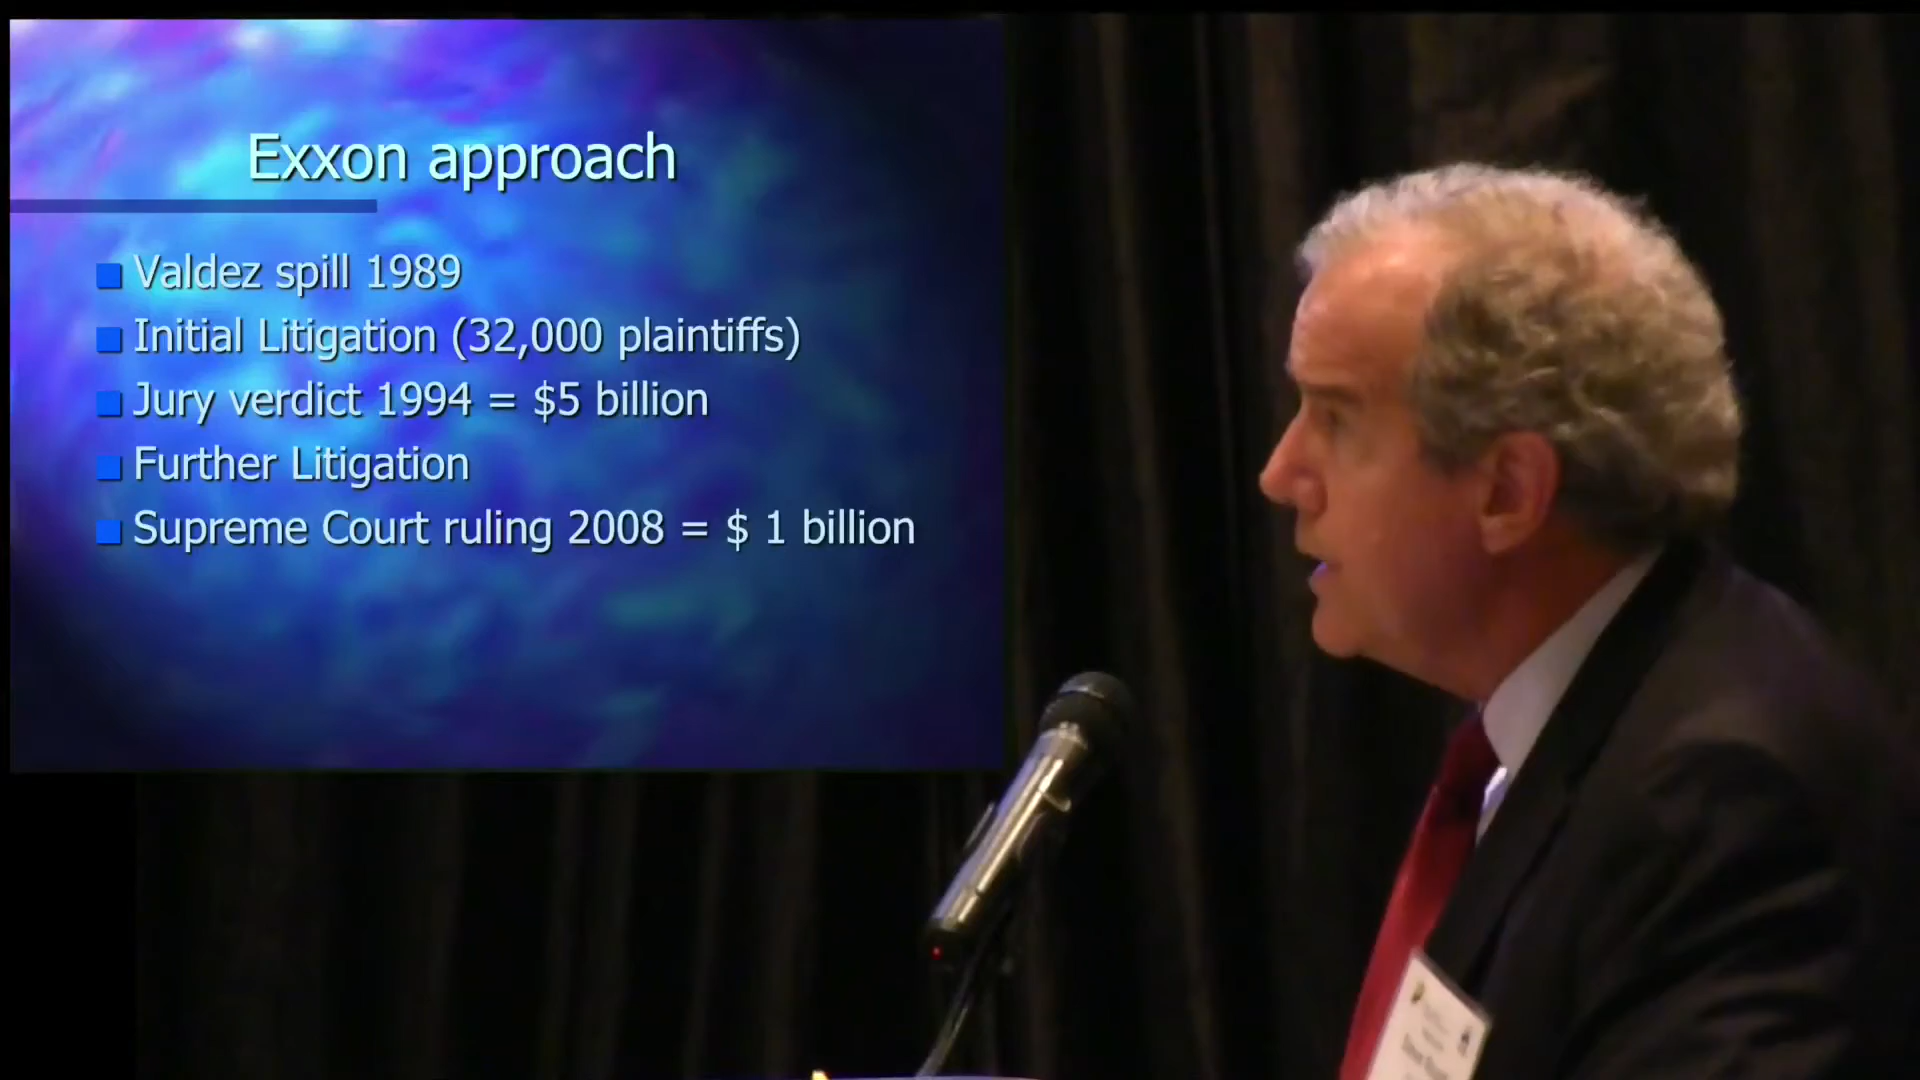 Exxon approach
Valdez spill 1989
Initial Litigation (32,000 plaintiffs)
Jury verdict 1994 = $5 billion
Further Litigation
Supreme Court ruling 2008 = $ 1 billion